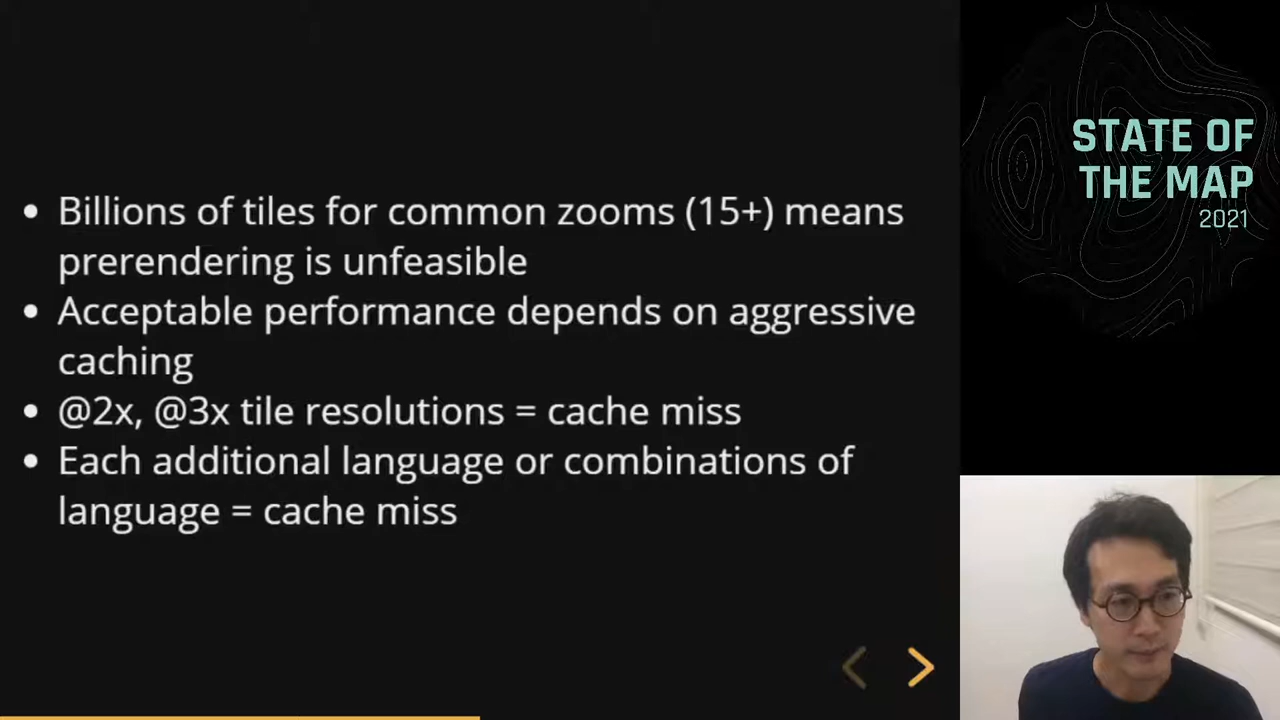 • Billions of tiles for common zooms (15+) means
prerendering is unfeasible
• Acceptable performance depends on aggressive
caching
• @2x, @3x tile resolutions = cache miss
• Each additional language or combinations of
language = cache miss
STATE OF
THE MAP
2021